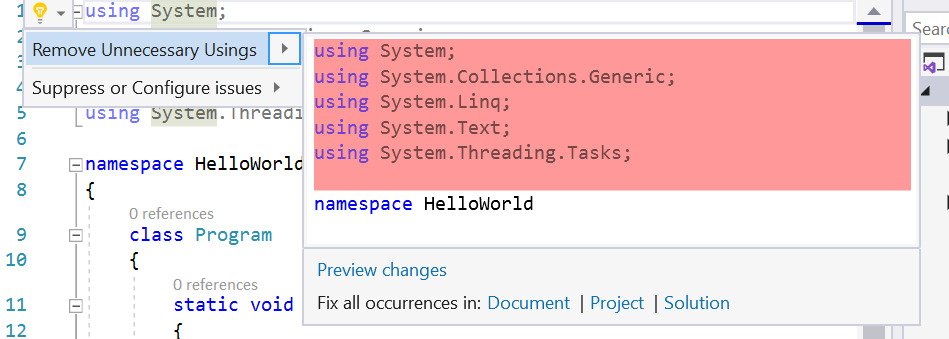 1 using System;
2
Remove Unnecessary Usings
Suppress or Configure issues
using System;
using System.Collections.Generic;
using System.Linq;
using System.Text;
using System.Threading.Tasks;
namespace HelloWorld
Preview changes
Fix all occurrences in: Document | Project | Solution
5 using System.Threadi
6
7 namespace HelloWorld
8 {
0 references
9 class Program
10 {
0 references
11 static void
12 {
Sear